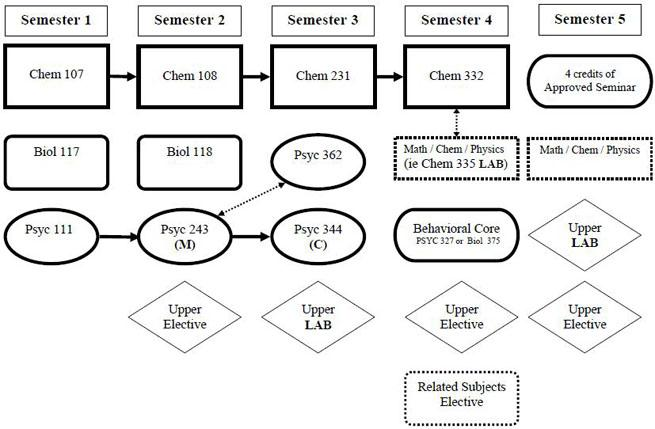 Semester 1
Semester 2
Semester 3
Semester 4
Semester 5
Chem 107
Chem 108
Chem 231
Chem 332
4 credits of
Approved Seminar
Biol 117
Biol 118
Psyc 362
Math / Chem / Physics
(ie Chem 335 LAB)
Math / Chem / Physics
Psyc 111
Psyc 243
(M)
Psyc 344
(C)
Behavioral Core
PSYC 327 or Biol 375
Upper
LAB
Upper
Elective
Upper
LAB
Upper
Elective
Upper
Elective
Related Subjects
Elective